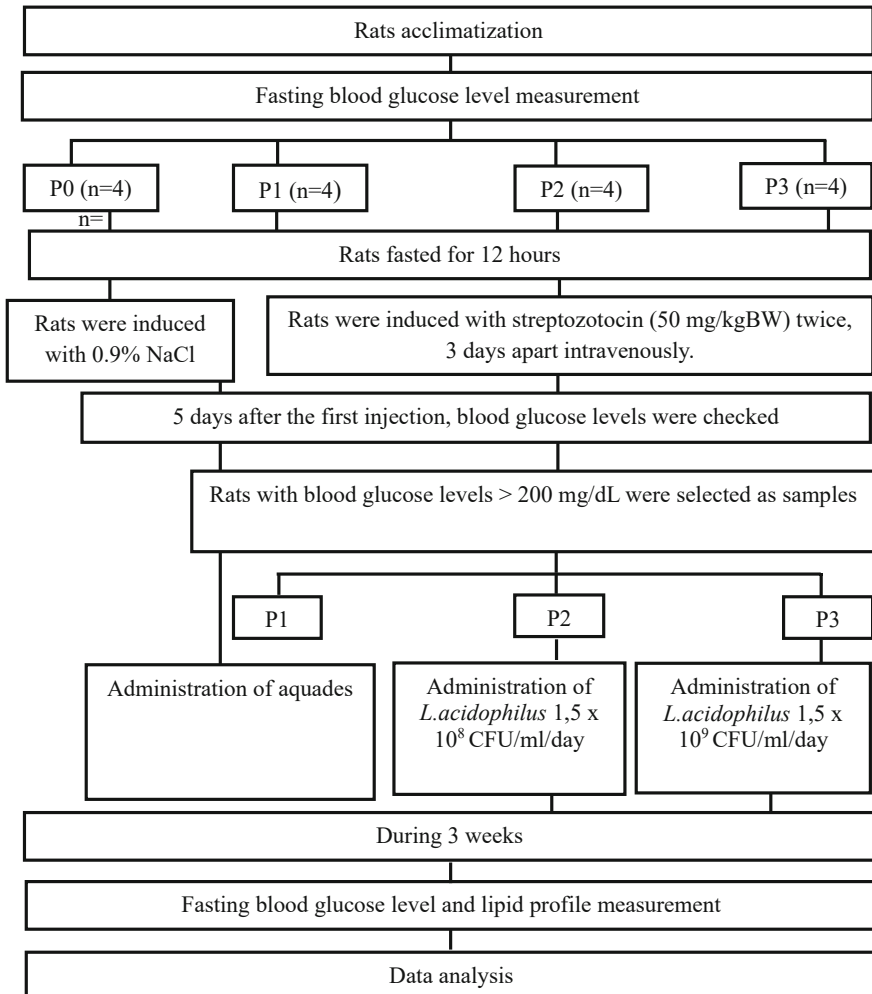 Rats acclimatization
Fasting blood glucose level measurement
P0 (n=4)
n=
P1 (n=4)
P2 (n=4)
P3 (n=4)
Rats fasted for 12 hours
Rats were induced
with 0.9% NaCl
Rats were induced with streptozotocin (50 mg/kgBW) twice,
3 days apart intravenously.
5 days after the first injection, blood glucose levels were checked
Rats with blood glucose levels > 200 mg/dL were selected as samples
P1
P2
P3
Administration of aquades
Administration of
L.acidophilus 1,5 x
10⁸ CFU/ml/day
Administration of
L.acidophilus 1,5 x
10⁹ CFU/ml/day
During 3 weeks
Fasting blood glucose level and lipid profile measurement
Data analysis